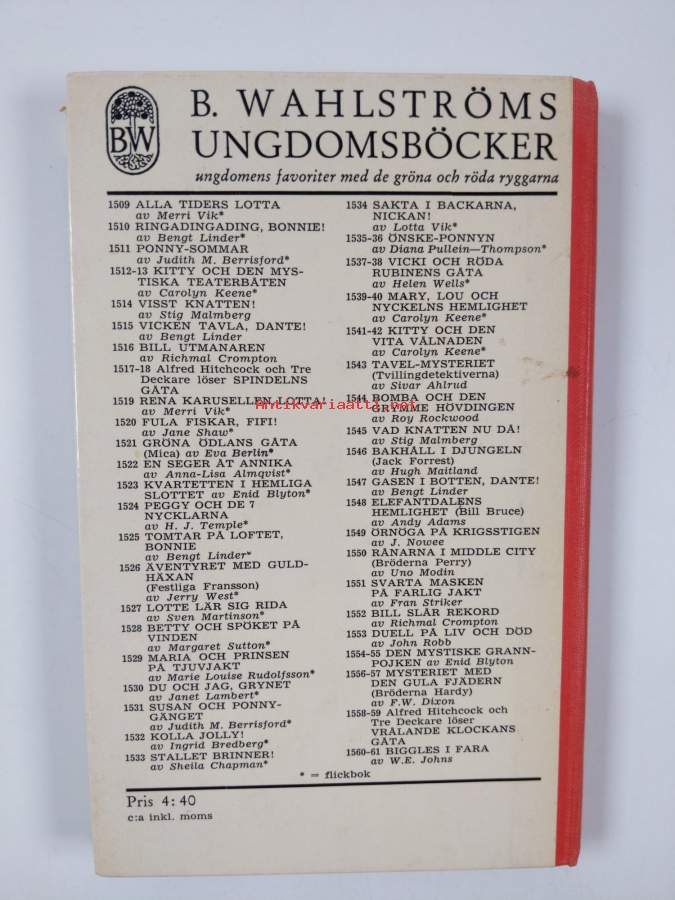 BW
B. WAHLSTRÖMS
UNGDOMSBÖCKER
ungdomens favoriter med de gröna och röda ryggarna
1509 ALLA TIDERS LOTTA
av Merri Vik*
1510 RINGADINGADING, BONNIE!
av Bengt Linder*
1511 PONNY-SOMMAR
av Judith M. Berrisford*
1512-13 KITTY OCH DEN MYS-
TISKA TEATERBÅTEN
av Carolyn Keene*
1514 VISST KNATTEN!
av Stig Malmberg
1515 VICKEN TAVLA, DANTE!
av Bengt Linder
1516 BILL UTMANAREN
av Richmal Crompton
1517-18 Alfred Hitchcock och Tre
Deckare löser SPINDELNS
GÅTA
1519 RENA KARUSELLEN LOTTA!
av Merri Vik*
1520 FULA FISKAR, FIFI!
av Jane Shaw*
1521 GRÖNA ÖDLANS GÅTA
(Mica) av Eva Berlin*
1522 EN SEGER ÅT ANNIKA
av Anna-Lisa Almqvist*
1523 KVARTETTEN I HEMLIGA
SLOTTET av Enid Blyton*
1524 PEGGY OCH DE 7
NYCKLARNA
av H. J. Temple*
1525 TOMTAR PÅ LOFTET,
BONNIE
av Bengt Linder*
1526 ÄVENTYRET MED GULD-
HÄXAN
(Festliga Fransson)
av Jerry West*
1527 LOTTE LÄR SIG RIDA
av Sven Martinson*
1528 BETTY OCH SPÖKET PÅ
VINDEN
av Margaret Sutton*
1529 MARIA OCH PRINSEN
PÅ TJUVJAKT
av Marie Louise Rudolfsson*
1530 DU OCH JAG, GRYNET
av Janet Lambert*
1531 SUSAN OCH PONNY-
GÄNGET
av Judith M. Berrisford*
1532 KOLLA JOLLY!
av Ingrid Bredberg*
1533 STALLET BRINNER!
av Sheila Chapman*
1534 SAKTA I BACKARNA,
NICKAN!
av Lotta Vik*
1535-36 ÖNSKE-PONNYN
av Diana Pullein—Thompson*
1537-38 VICKI OCH RÖDA
RUBINENS GÅTA
av Helen Wells*
1539-40 MARY, LOU OCH
NYCKELNS HEMLIGHET
av Carolyn Keene*
1541-42 KITTY OCH DEN
VITA VÅLNADEN
av Carolyn Keene*
1543 TAVEL-MYSTERIET
(Tvillingdetektiverna)
av Sivar Ahlrud
1544 BOMBA OCH DEN
GRYMME HÖVDINGEN
av Roy Rockwood
1545 VAD KNATTEN NU DÅ!
av Stig Malmberg
1546 BAKHÅLL I DJUNGELN
(Jack Forrest)
av Hugh Maitland
1547 GASEN I BOTTEN, DANTE!
av Bengt Linder
1548 ELEFANTDALENS
HEMLIGHET (Bill Bruce)
av Andy Adams
1549 ÖRNÖGA PÅ KRIGSSTIGEN
av J. Nowee
1550 RÅNARNA I MIDDLE CITY
(Bröderna Perry)
av Uno Modin
1551 SVARTA MASKEN
PÅ FARLIG JAKT
av Fran Striker
1552 BILL SLÅR REKORD
av Richmal Crompton
1553 DUELL PÅ LIV OCH DÖD
av John Robb
1554-55 DEN MYSTISKE GRANN-
POJKEN av Enid Blyton
1556-57 MYSTERIET MED
DEN GULA FJÄDERN
(Bröderna Hardy)
av F.W. Dixon
1558-59 Alfred Hitchcock och
Tre Deckare löser
VRÅLANDE KLOCKANS
GÅTA
1560-61 BIGGLES I FARA
av W.E. Johns
* = flickbok
Pris 4:40
c:a inkl. moms
Antikvariaatti.net